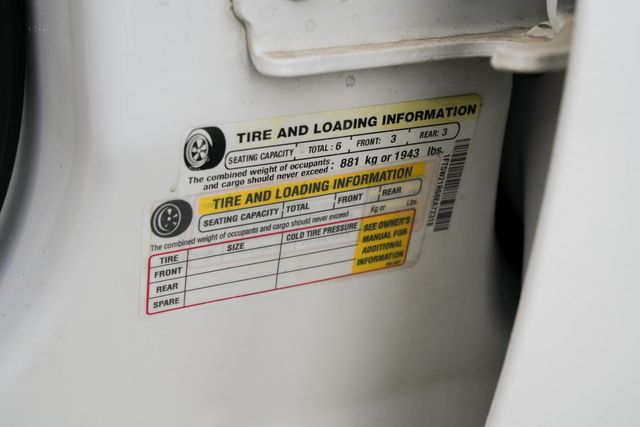 TIRE AND LOADING INFORMATION
SEATING CAPACITY TOTAL : 6 FRONT: 3 REAR: 3
The combined weight of occupants
and cargo should never exceed : 881 kg or 1943 lbs.
TIRE AND LOADING INFORMATION
SEATING CAPACITY TOTAL FRONT REAR
The combined weight of occupants and cargo should never exceed Kg or Lbs.
TIRE SIZE COLD TIRE PRESSURE
FRONT
REAR
SPARE
SEE OWNER'S
MANUAL FOR
ADDITIONAL
INFORMATION